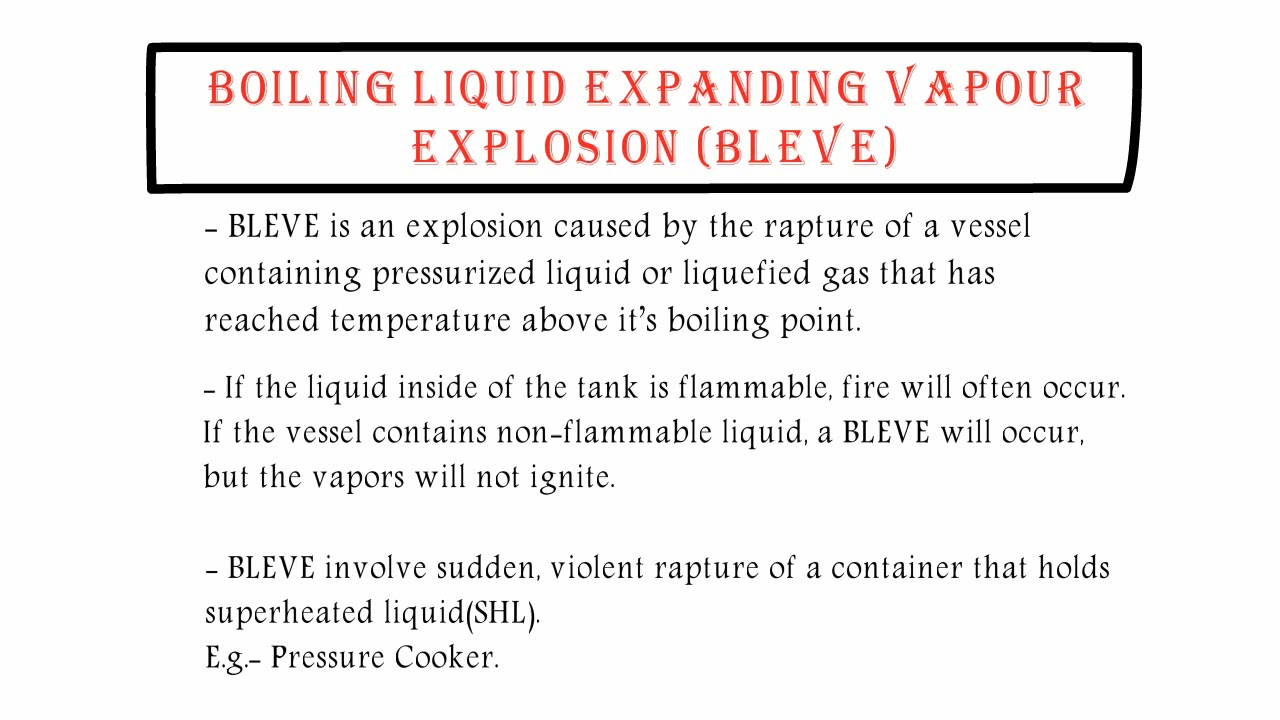 BOILING LIQUID EXPANDING VAPOUR
EXPLOSION (BLEVE)
- BLEVE is an explosion caused by the rapture of a vessel
containing pressurized liquid or liquefied gas that has
reached temperature above it's boiling point.
- If the liquid inside of the tank is flammable, fire will often occur.
If the vessel contains non-flammable liquid, a BLEVE will occur,
but the vapors will not ignite.
- BLEVE involve sudden, violent rapture of a container that holds
superheated liquid(SHL).
E.g.- Pressure Cooker.